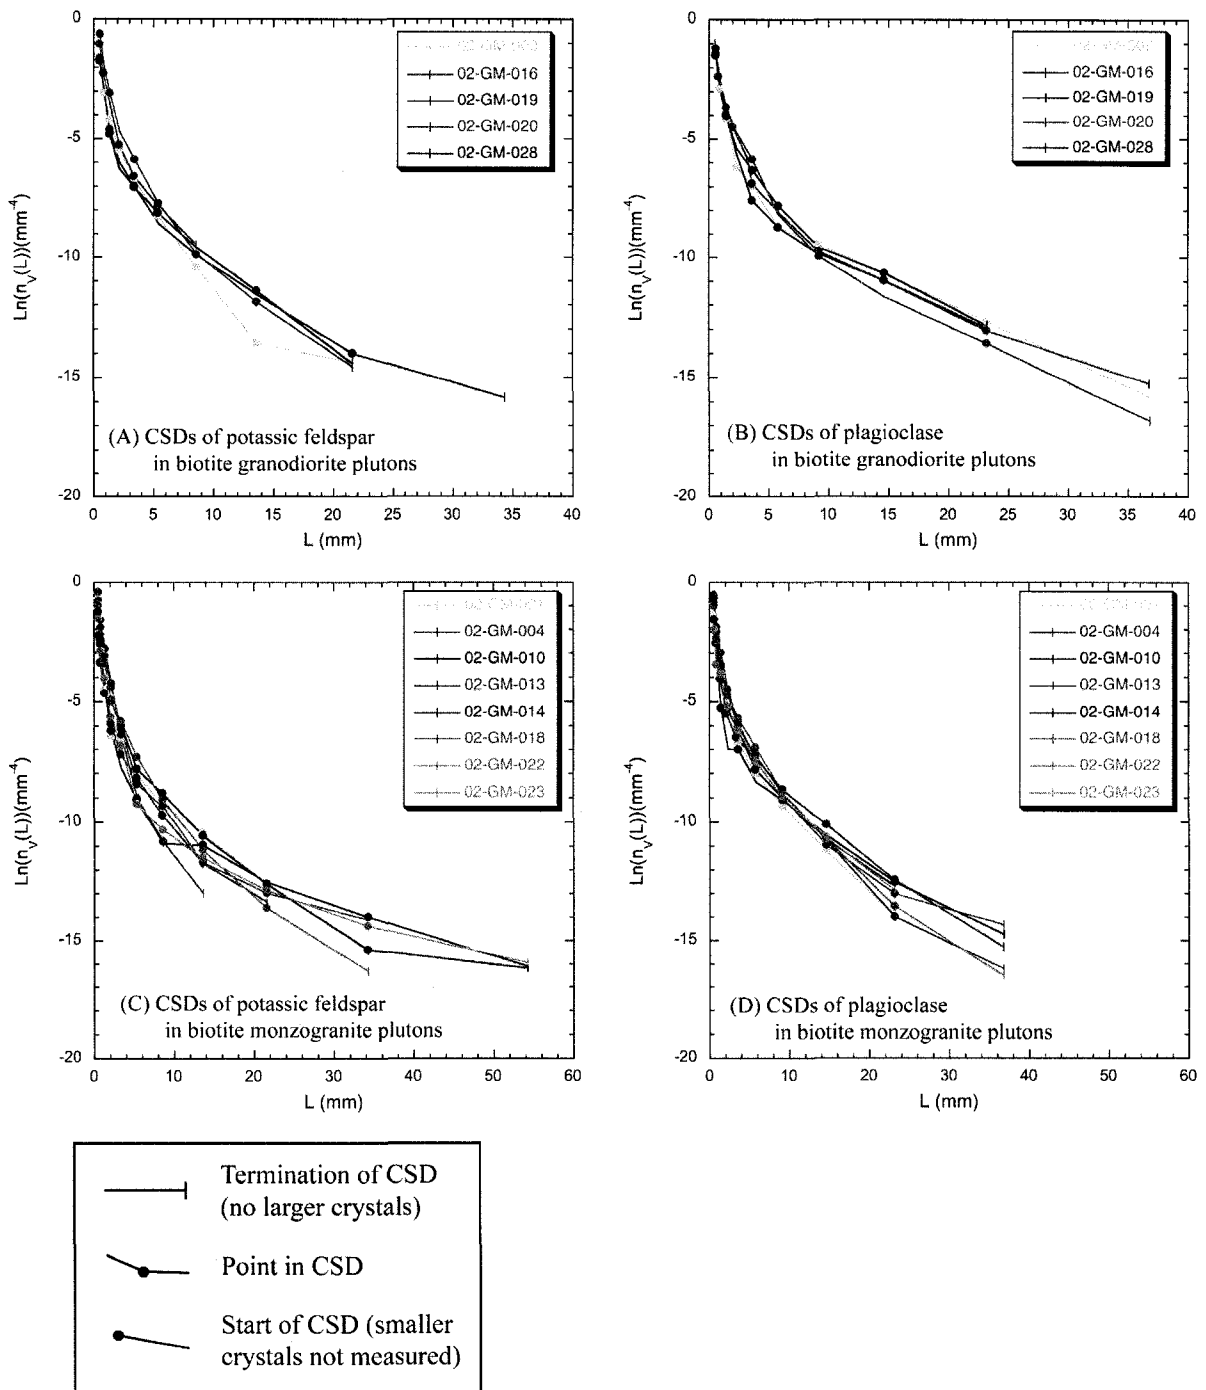 0
-5
-10
-15
-20
Ln(n_v(L))(mm^-4)
02-GM-016
02-GM-019
02-GM-020
02-GM-028
(A) CSDs of potassic feldspar
in biotite granodiorite plutons
0 5 10 15 20 25 30 35 40
L (mm)
0
-5
-10
-15
-20
Ln(n_v(L))(mm^-4)
02-GM-016
02-GM-019
02-GM-020
02-GM-028
(B) CSDs of plagioclase
in biotite granodiorite plutons
0 5 10 15 20 25 30 35 40
L (mm)
0
-5
-10
-15
-20
Ln(n_v(L))(mm^-4)
02-GM-004
02-GM-010
02-GM-013
02-GM-014
02-GM-018
02-GM-022
02-GM-023
(C) CSDs of potassic feldspar
in biotite monzogranite plutons
0 10 20 30 40 50 60
L (mm)
0
-5
-10
-15
-20
Ln(n_v(L))(mm^-4)
02-GM-004
02-GM-010
02-GM-013
02-GM-014
02-GM-018
02-GM-022
02-GM-023
(D) CSDs of plagioclase
in biotite monzogranite plutons
0 10 20 30 40 50 60
L (mm)
Termination of CSD
(no larger crystals)
Point in CSD
Start of CSD (smaller
crystals not measured)